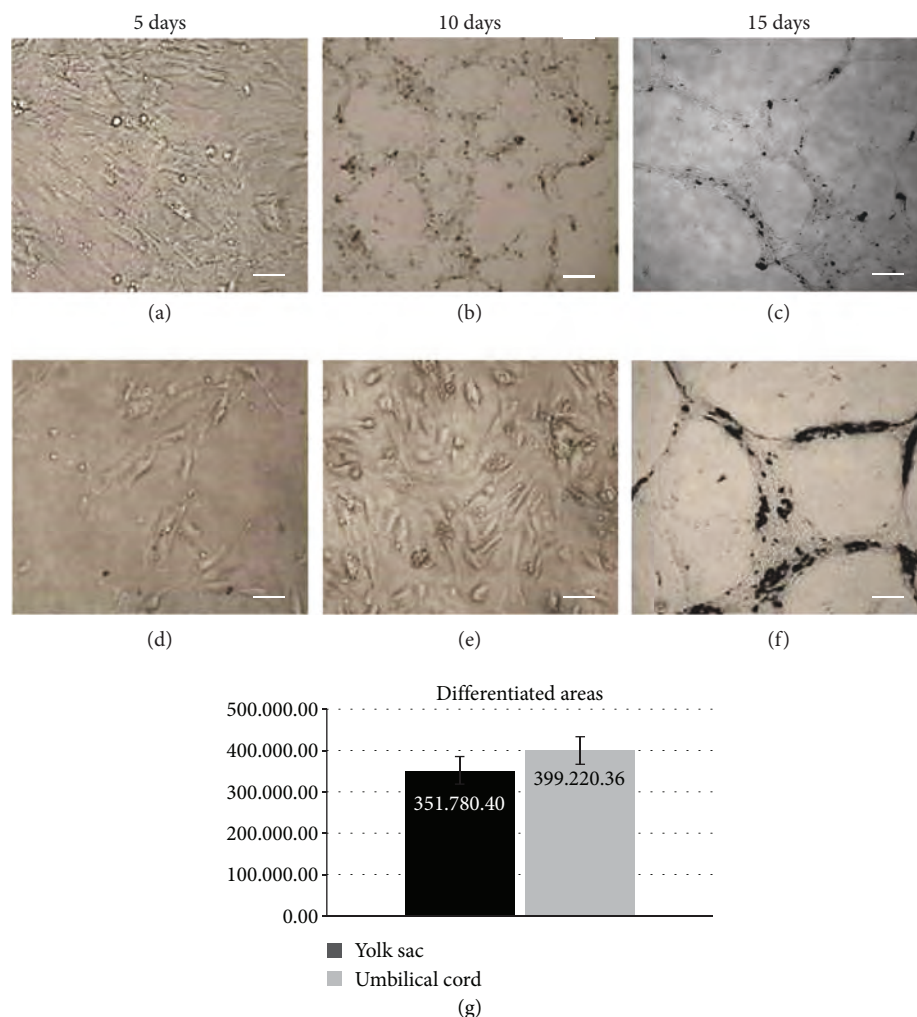 5 days 10 days 15 days
(a) (b) (c)
(d) (e) (f)
Differentiated areas
500.000.00
400.000.00
399.220.36
351.780.40
300.000.00
200.000.00
100.000.00
0.00
Yolk sac
Umbilical cord
(g)